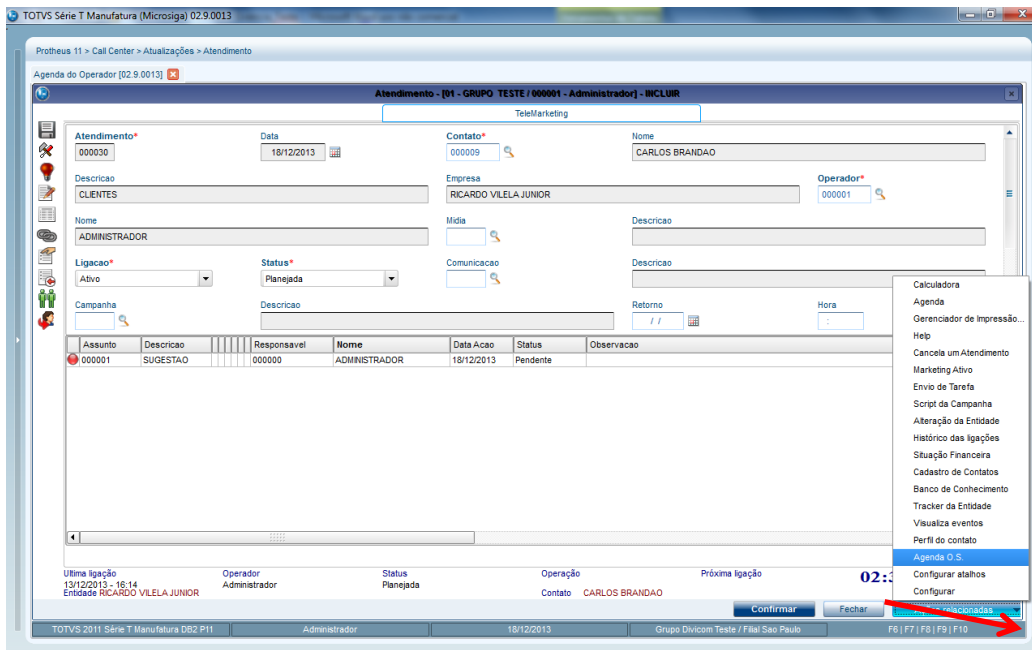 TOTVS Série T Manufatura (Microsiga) 02.9.0013
Protheus 11 > Call Center > Atualizações > Atendimento
Agenda do Operador [02.9.0013]
Atendimento - [01 - GRUPO TESTE / 000001 - Administrador] - INCLUIR
TeleMarketing
Atendimento* Data Contato* Nome
000030 18/12/2013 000009 CARLOS BRANDAO
Descricao Empresa Operador*
CLIENTES RICARDO VILELA JUNIOR 000001
Nome Midia Descricao
ADMINISTRADOR
Ligacao* Status* Comunicacao Descricao
Ativo Planejada
Campanha Descricao Retorno Hora
/ / :
Assunto Descricao Responsavel Nome Data Acao Status Observacao
000001 SUGESTAO 000000 ADMINISTRADOR 18/12/2013 Pendente
Calculadora
Agenda
Gerenciador de Impressão...
Help
Cancela um Atendimento
Marketing Ativo
Envio de Tarefa
Script da Campanha
Alteração da Entidade
Histórico das ligações
Situação Financeira
Cadastro de Contatos
Banco de Conhecimento
Tracker da Entidade
Visualiza eventos
Perfil do contato
Agenda O.S.
Configurar atalhos
Configurar
Ultima ligação Operador Status Operação Próxima ligação
13/12/2013 - 16:14 Administrador Planejada 02:
Entidade RICARDO VILELA JUNIOR Contato CARLOS BRANDAO
Confirmar Fechar relacionadas
TOTVS 2011 Série T Manufatura DB2 P11 Administrador 18/12/2013 Grupo Divicom Teste / Filial Sao Paulo F6 | F7 | F8 | F9 | F10